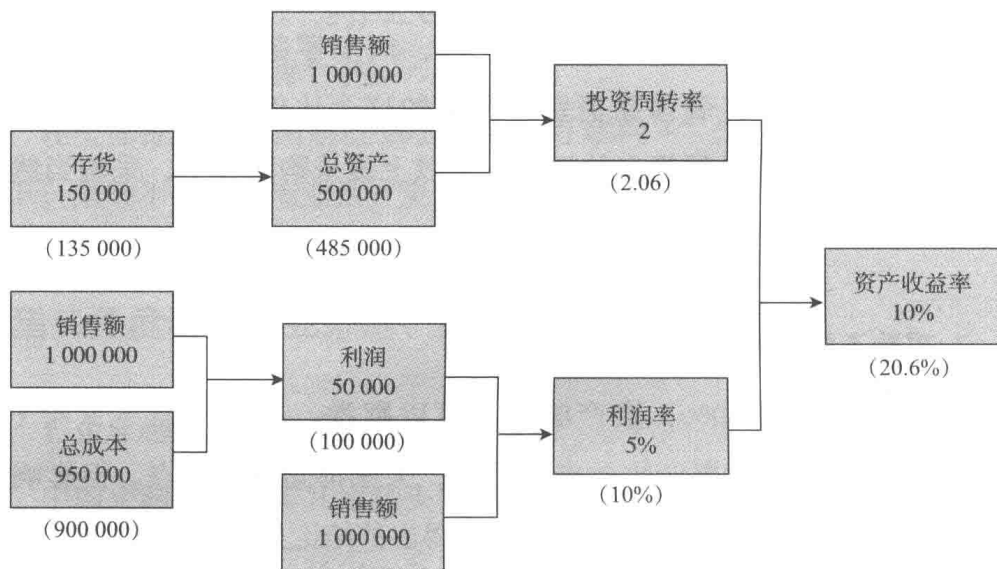 销售额
1 000 000
投资周转率
2
(2.06)
存货
150 000
(135 000)
总资产
500 000
(485 000)
资产收益率
10%
(20.6%)
销售额
1 000 000
利润
50 000
(100 000)
利润率
5%
(10%)
总成本
950 000
(900 000)
销售额
1 000 000